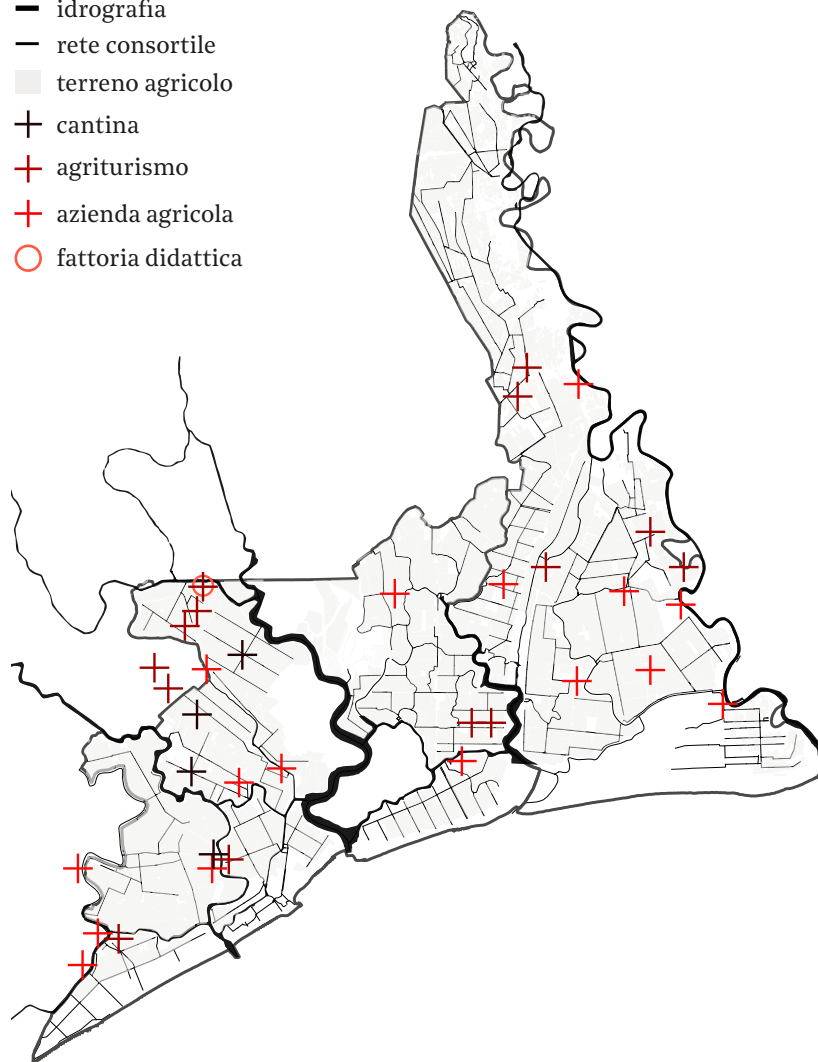 idrografia
rete consortile
terreno agricolo
cantina
agriturismo
azienda agricola
fattoria didattica